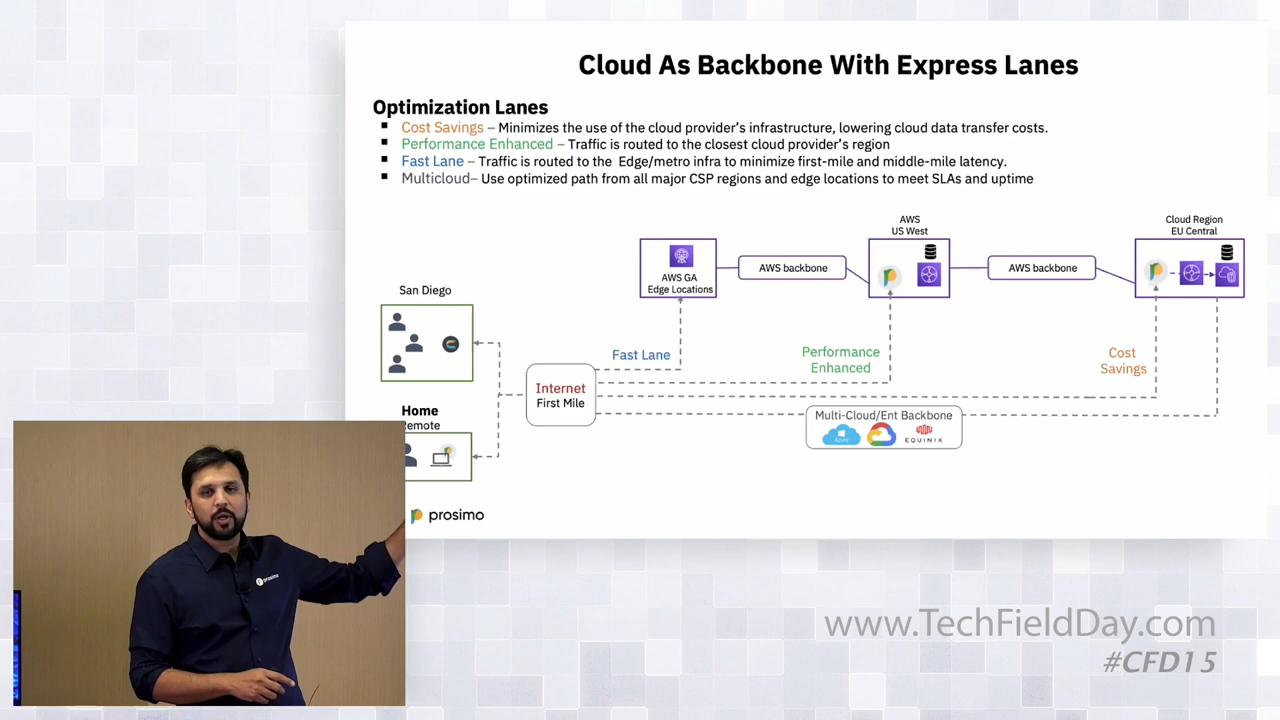 Cloud As Backbone With Express Lanes
Optimization Lanes
Cost Savings – Minimizes the use of the cloud provider's infrastructure, lowering cloud data transfer costs.
Performance Enhanced – Traffic is routed to the closest cloud provider's region
Fast Lane – Traffic is routed to the Edge/metro infra to minimize first-mile and middle-mile latency.
Multicloud– Use optimized path from all major CSP regions and edge locations to meet SLAs and uptime
AWS
US West
Cloud Region
EU Central
AWS GA
Edge Locations
AWS backbone
AWS backbone
San Diego
Fast Lane
Performance
Enhanced
Cost
Savings
Internet
First Mile
Home
Remote
Multi-Cloud/Ent Backbone
Azure
EQUINIX
prosimo
prosimo
www.TechFieldDay.com
#CFD15